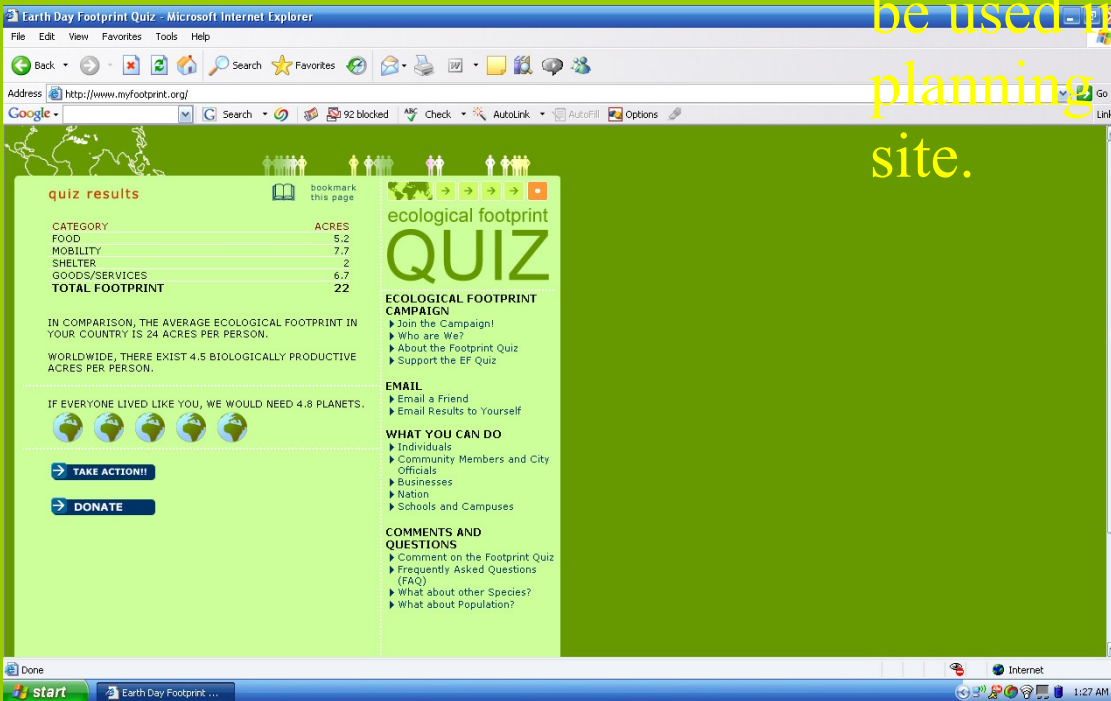 Earth Day Footprint Quiz - Microsoft Internet Explorer
be used
File Edit View Favorites Tools Help
Back Search Favorites
planning
Address http://www.myfootprint.org/ Go
Google Search 92 blocked Check AutoLink AutoFill Options
site.
quiz results
bookmark
this page
CATEGORY ACRES
FOOD 5.2
MOBILITY 7.7
SHELTER 2
GOODS/SERVICES 6.7
TOTAL FOOTPRINT 22
IN COMPARISON, THE AVERAGE ECOLOGICAL FOOTPRINT IN
YOUR COUNTRY IS 24 ACRES PER PERSON.
WORLDWIDE, THERE EXIST 4.5 BIOLOGICALLY PRODUCTIVE
ACRES PER PERSON.
IF EVERYONE LIVED LIKE YOU, WE WOULD NEED 4.8 PLANETS.
TAKE ACTION!!
DONATE
ecological footprint
QUIZ
ECOLOGICAL FOOTPRINT
CAMPAIGN
Join the Campaign!
Who are We?
About the Footprint Quiz
Support the EF Quiz
EMAIL
Email a Friend
Email Results to Yourself
WHAT YOU CAN DO
Individuals
Community Members and City
Officials
Businesses
Nation
Schools and Campuses
COMMENTS AND
QUESTIONS
Comment on the Footprint Quiz
Frequently Asked Questions
(FAQ)
What about other Species?
What about Population?
Done Internet
start Earth Day Footprint ... 1:27 AM